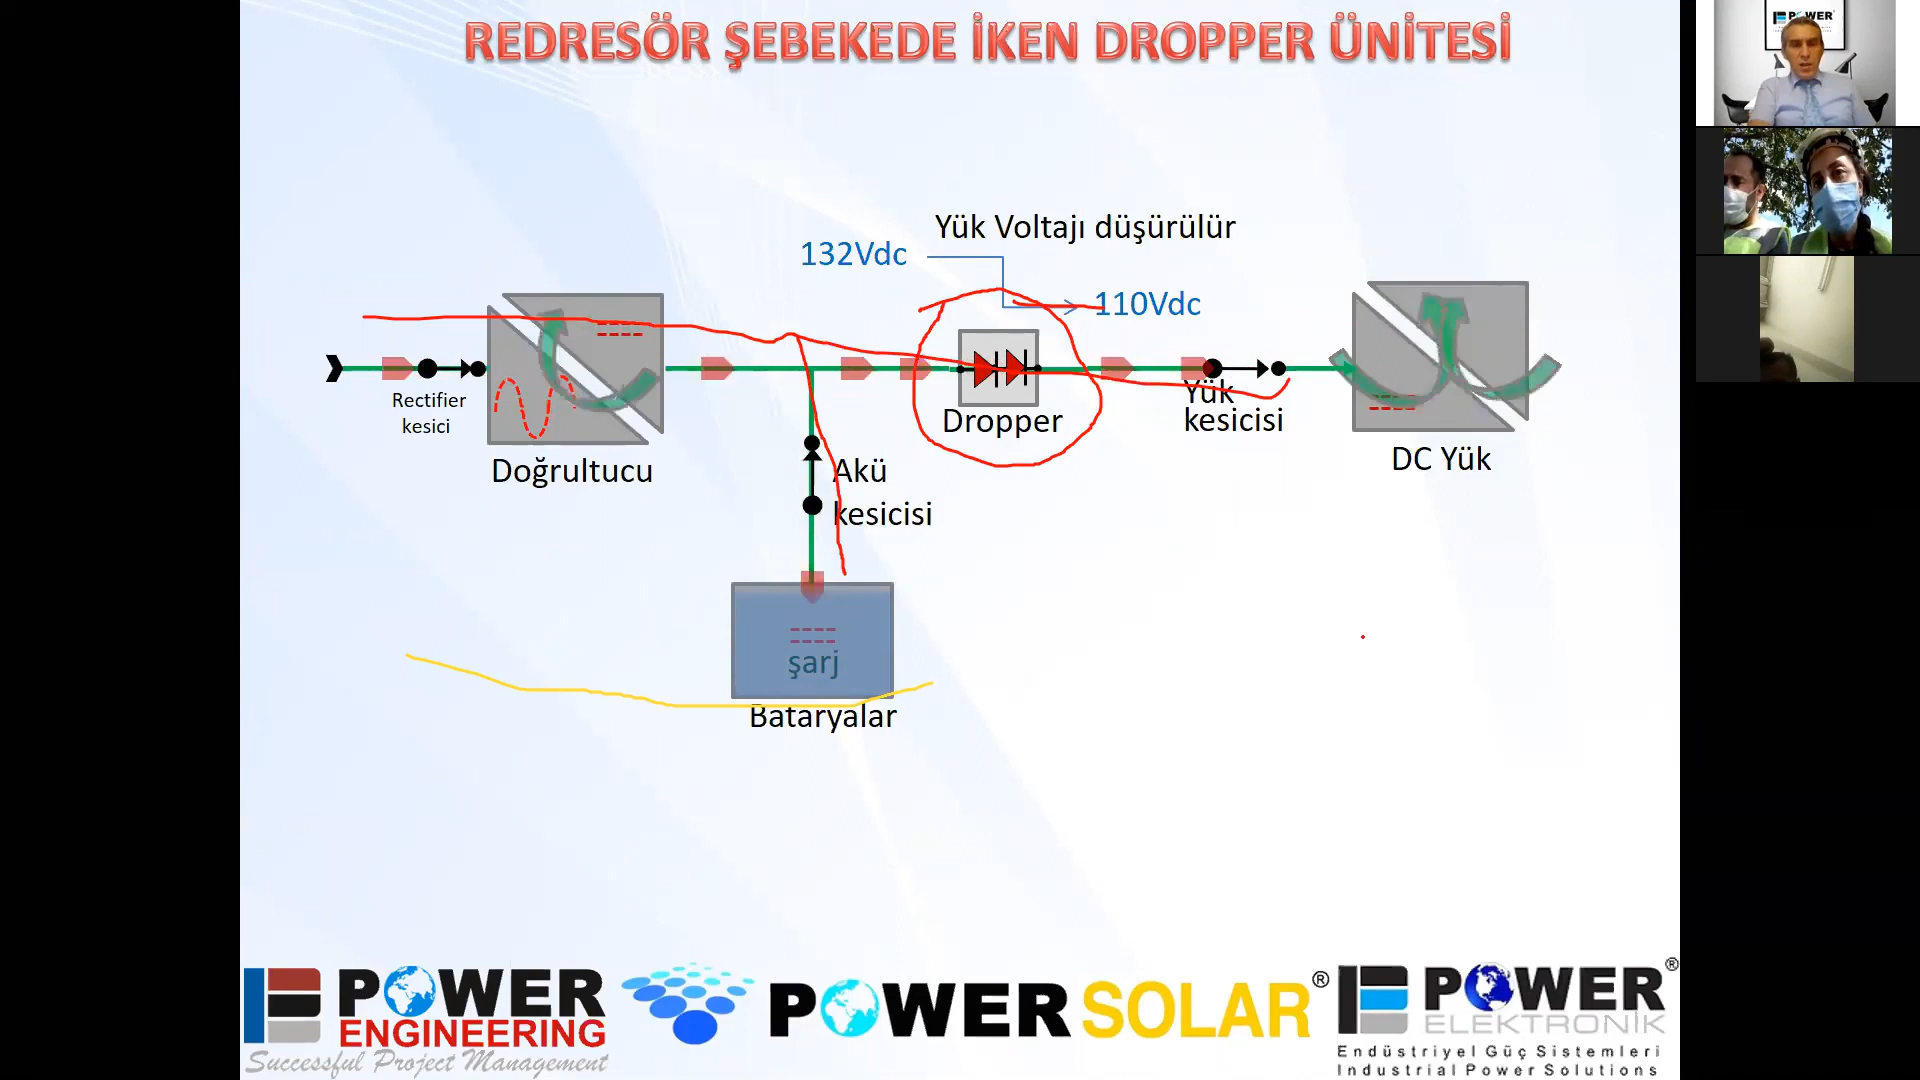 REDRESÖR ŞEBEKEDE İKEN DROPPER ÜNİTESİ
Yük Voltajı düşürülür
132Vdc
110Vdc
Rectifier
kesici
Doğrultucu
Dropper
Yük
kesicisi
DC Yük
Akü
kesicisi
şarj
Bataryalar
POWER
ENGINEERING
Successful Project Management
POWER SOLAR®
POWER®
ELEKTRONİK
Endüstriyel Güç Sistemleri
Industrial Power Solutions
POWER